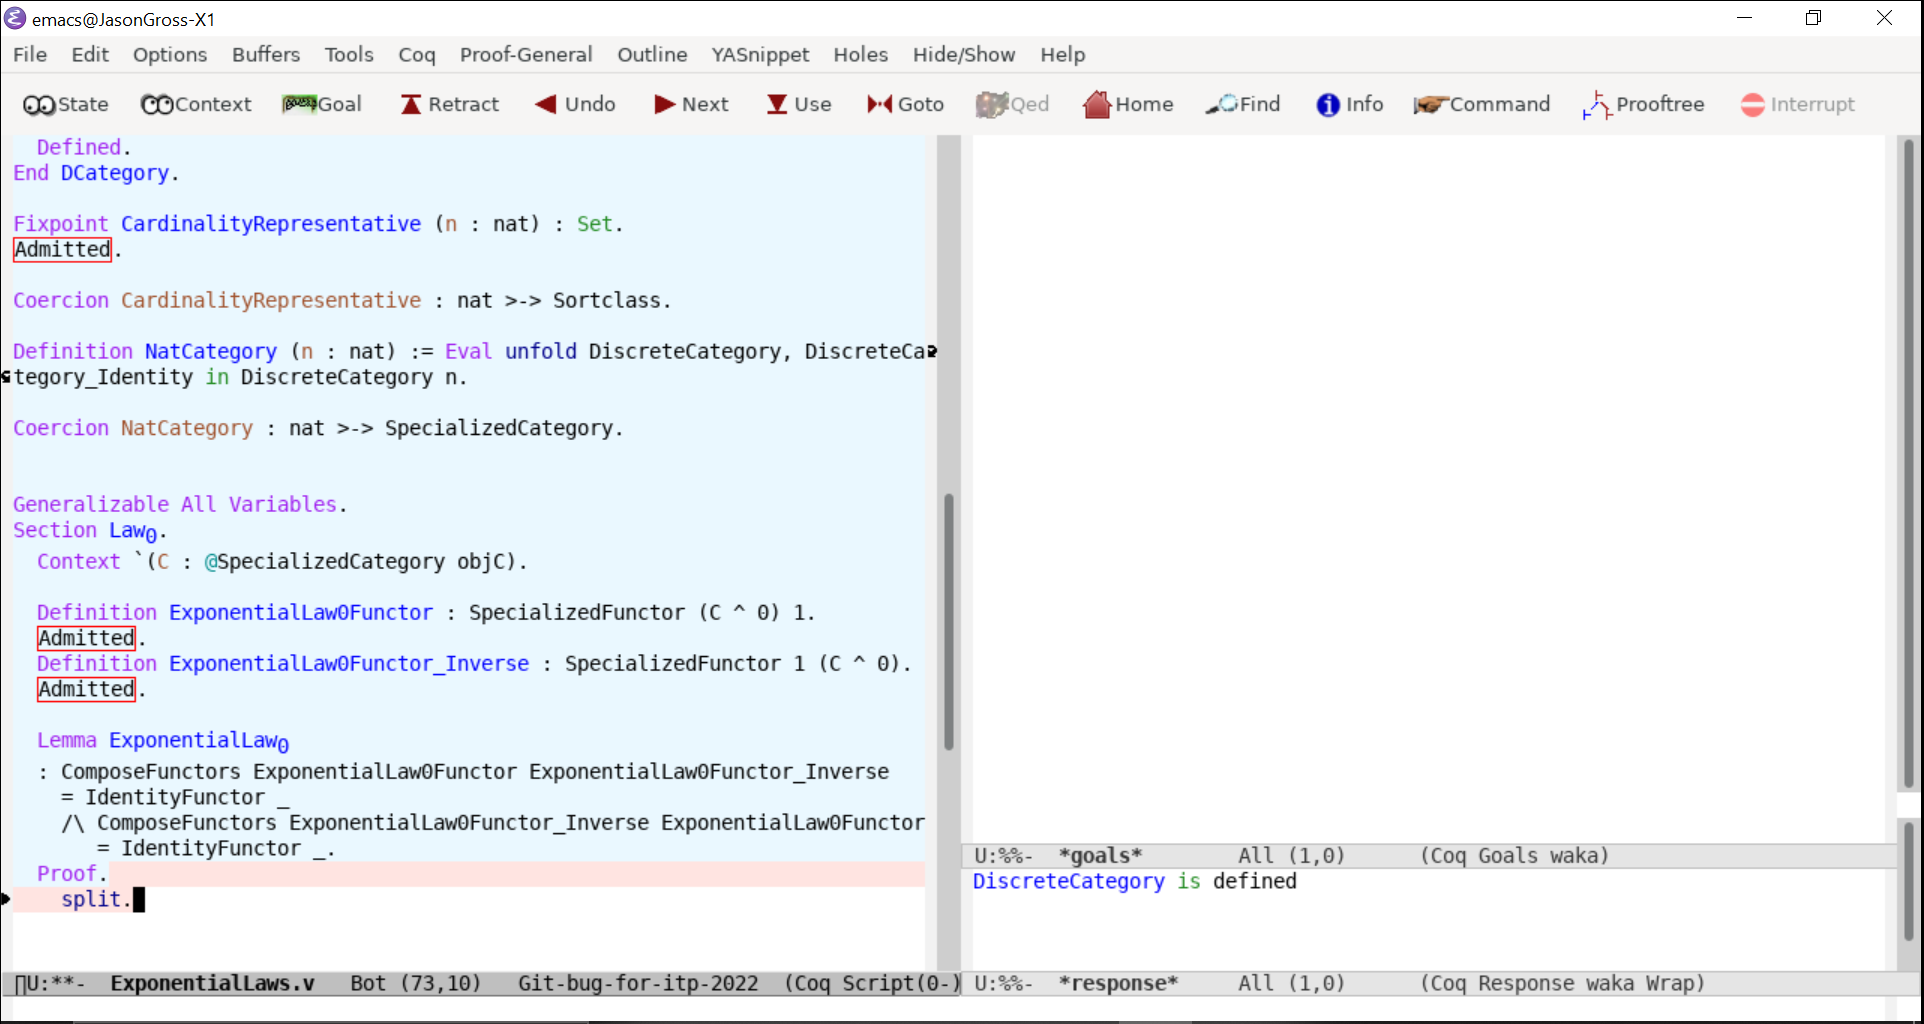 emacs@JasonGross-X1
File Edit Options Buffers Tools Coq Proof-General Outline YASnippet Holes Hide/Show Help
State Context Goal Retract Undo Next Use Goto Qed Home Find Info Command Prooftree Interrupt
Defined.
End DCategory.
Fixpoint CardinalityRepresentative (n : nat) : Set.
Admitted.
Coercion CardinalityRepresentative : nat >-> Sortclass.
Definition NatCategory (n : nat) := Eval unfold DiscreteCategory, DiscreteCa
tegory_Identity in DiscreteCategory n.
Coercion NatCategory : nat >-> SpecializedCategory.
Generalizable All Variables.
Section Law₀.
Context `(C : @SpecializedCategory objC).
Definition ExponentialLaw0Functor : SpecializedFunctor (C ^ 0) 1.
Admitted.
Definition ExponentialLaw0Functor_Inverse : SpecializedFunctor 1 (C ^ 0).
Admitted.
Lemma ExponentialLaw₀
: ComposeFunctors ExponentialLaw0Functor ExponentialLaw0Functor_Inverse
= IdentityFunctor _
/\ ComposeFunctors ExponentialLaw0Functor_Inverse ExponentialLaw0Functor
= IdentityFunctor _.
Proof.
split.
U:**- ExponentialLaws.v Bot (73,10) Git-bug-for-itp-2022 (Coq Script(0-)
U:%%- *goals* All (1,0) (Coq Goals waka)
DiscreteCategory is defined
U:%%- *response* All (1,0) (Coq Response waka Wrap)